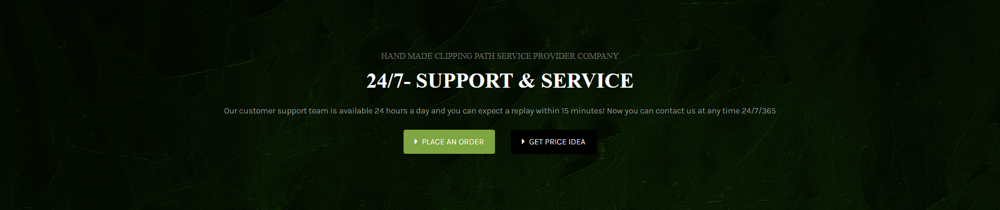 HAND MADE CLIPPING PATH SERVICE PROVIDER COMPANY
24/7- SUPPORT & SERVICE
Our customer support team is available 24 hours a day and you can expect a replay within 15 minutes! Now you can contact us at any time 24/7/365
PLACE AN ORDER
GET PRICE IDEA